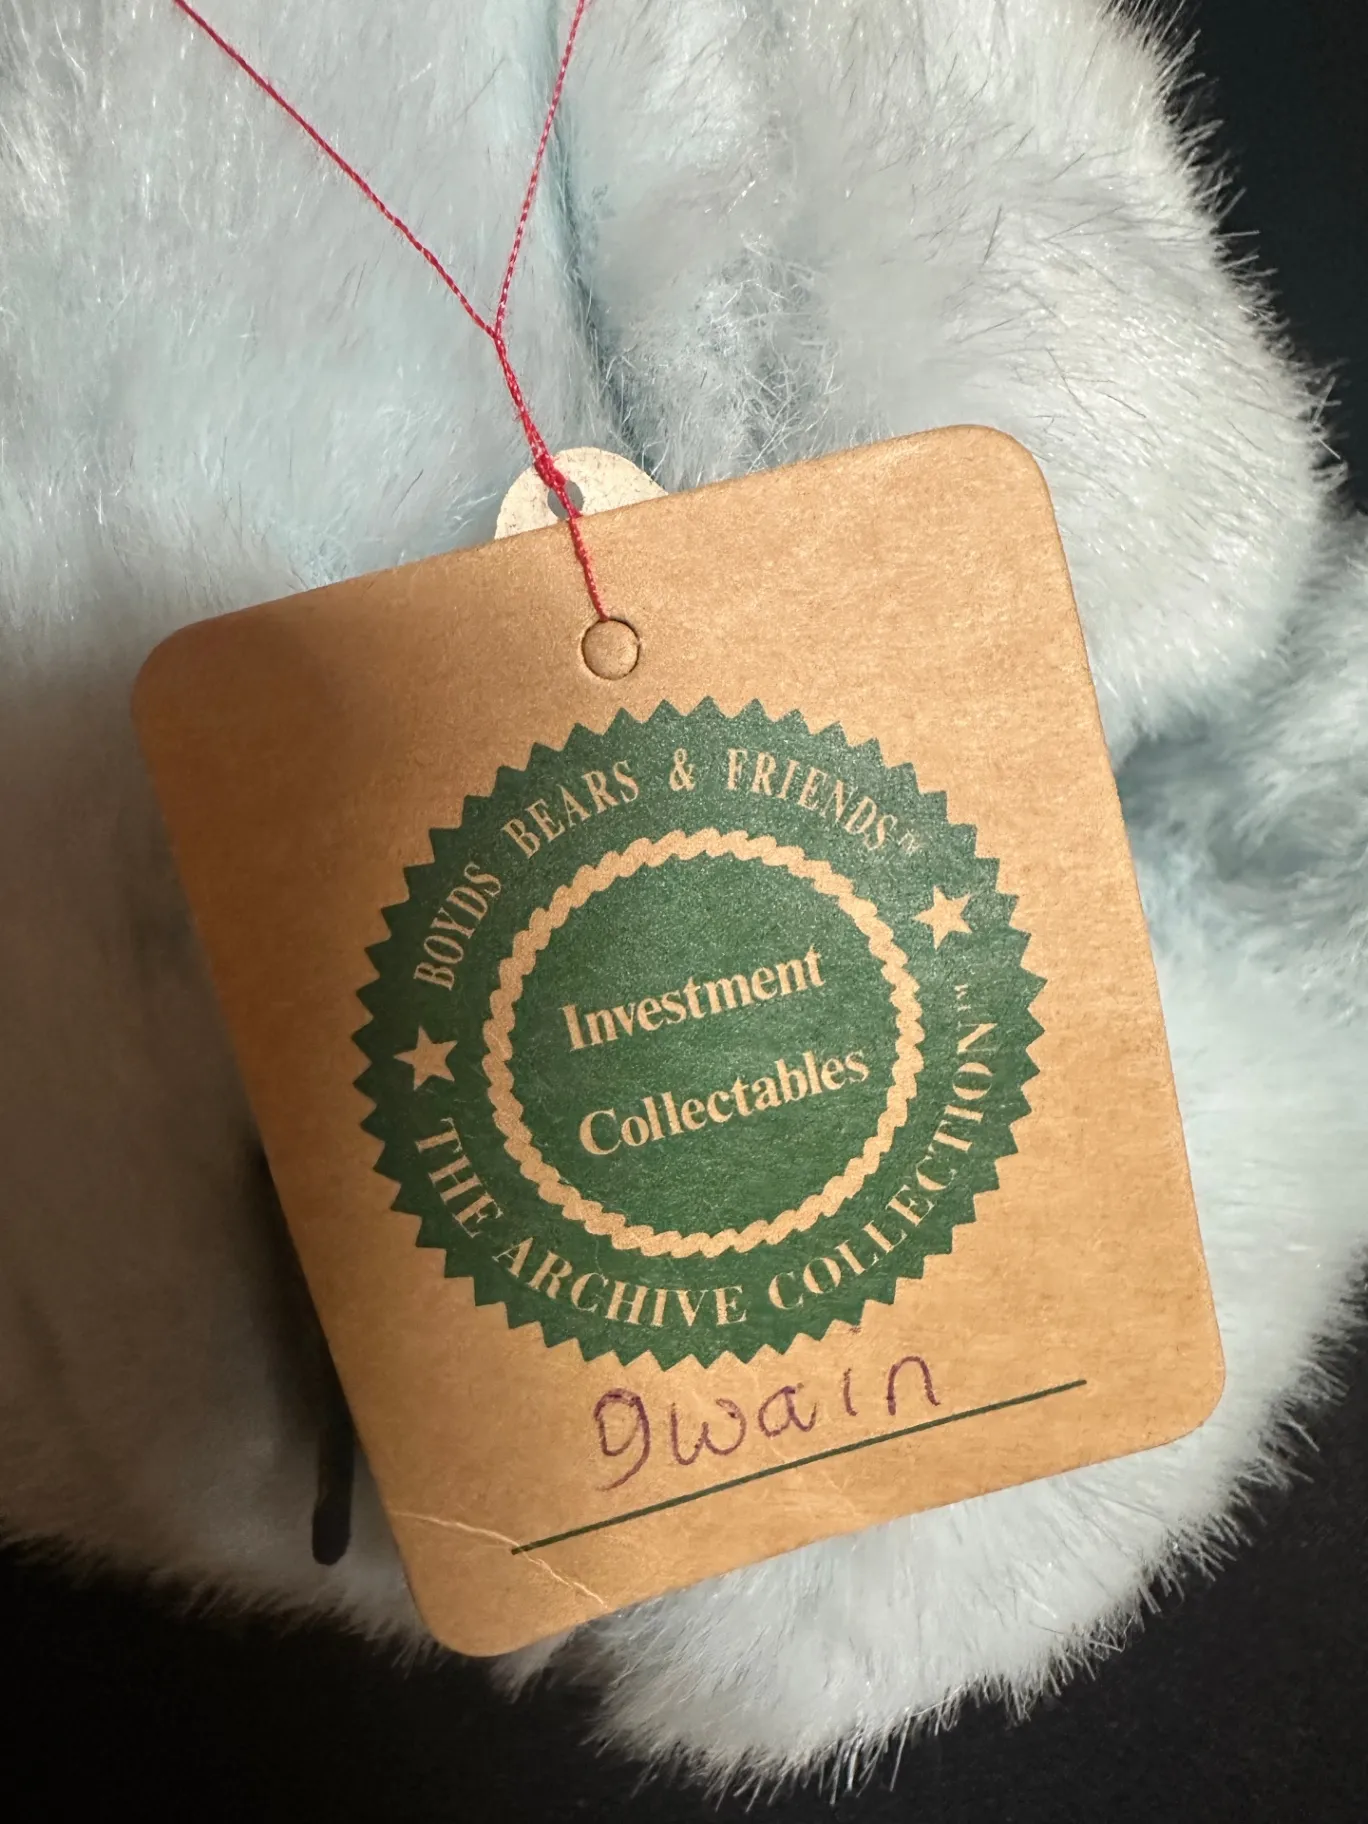 BOYDS BEARS & FRIENDS™
Investment
Collectables
THE ARCHIVE COLLECTION™
gwain